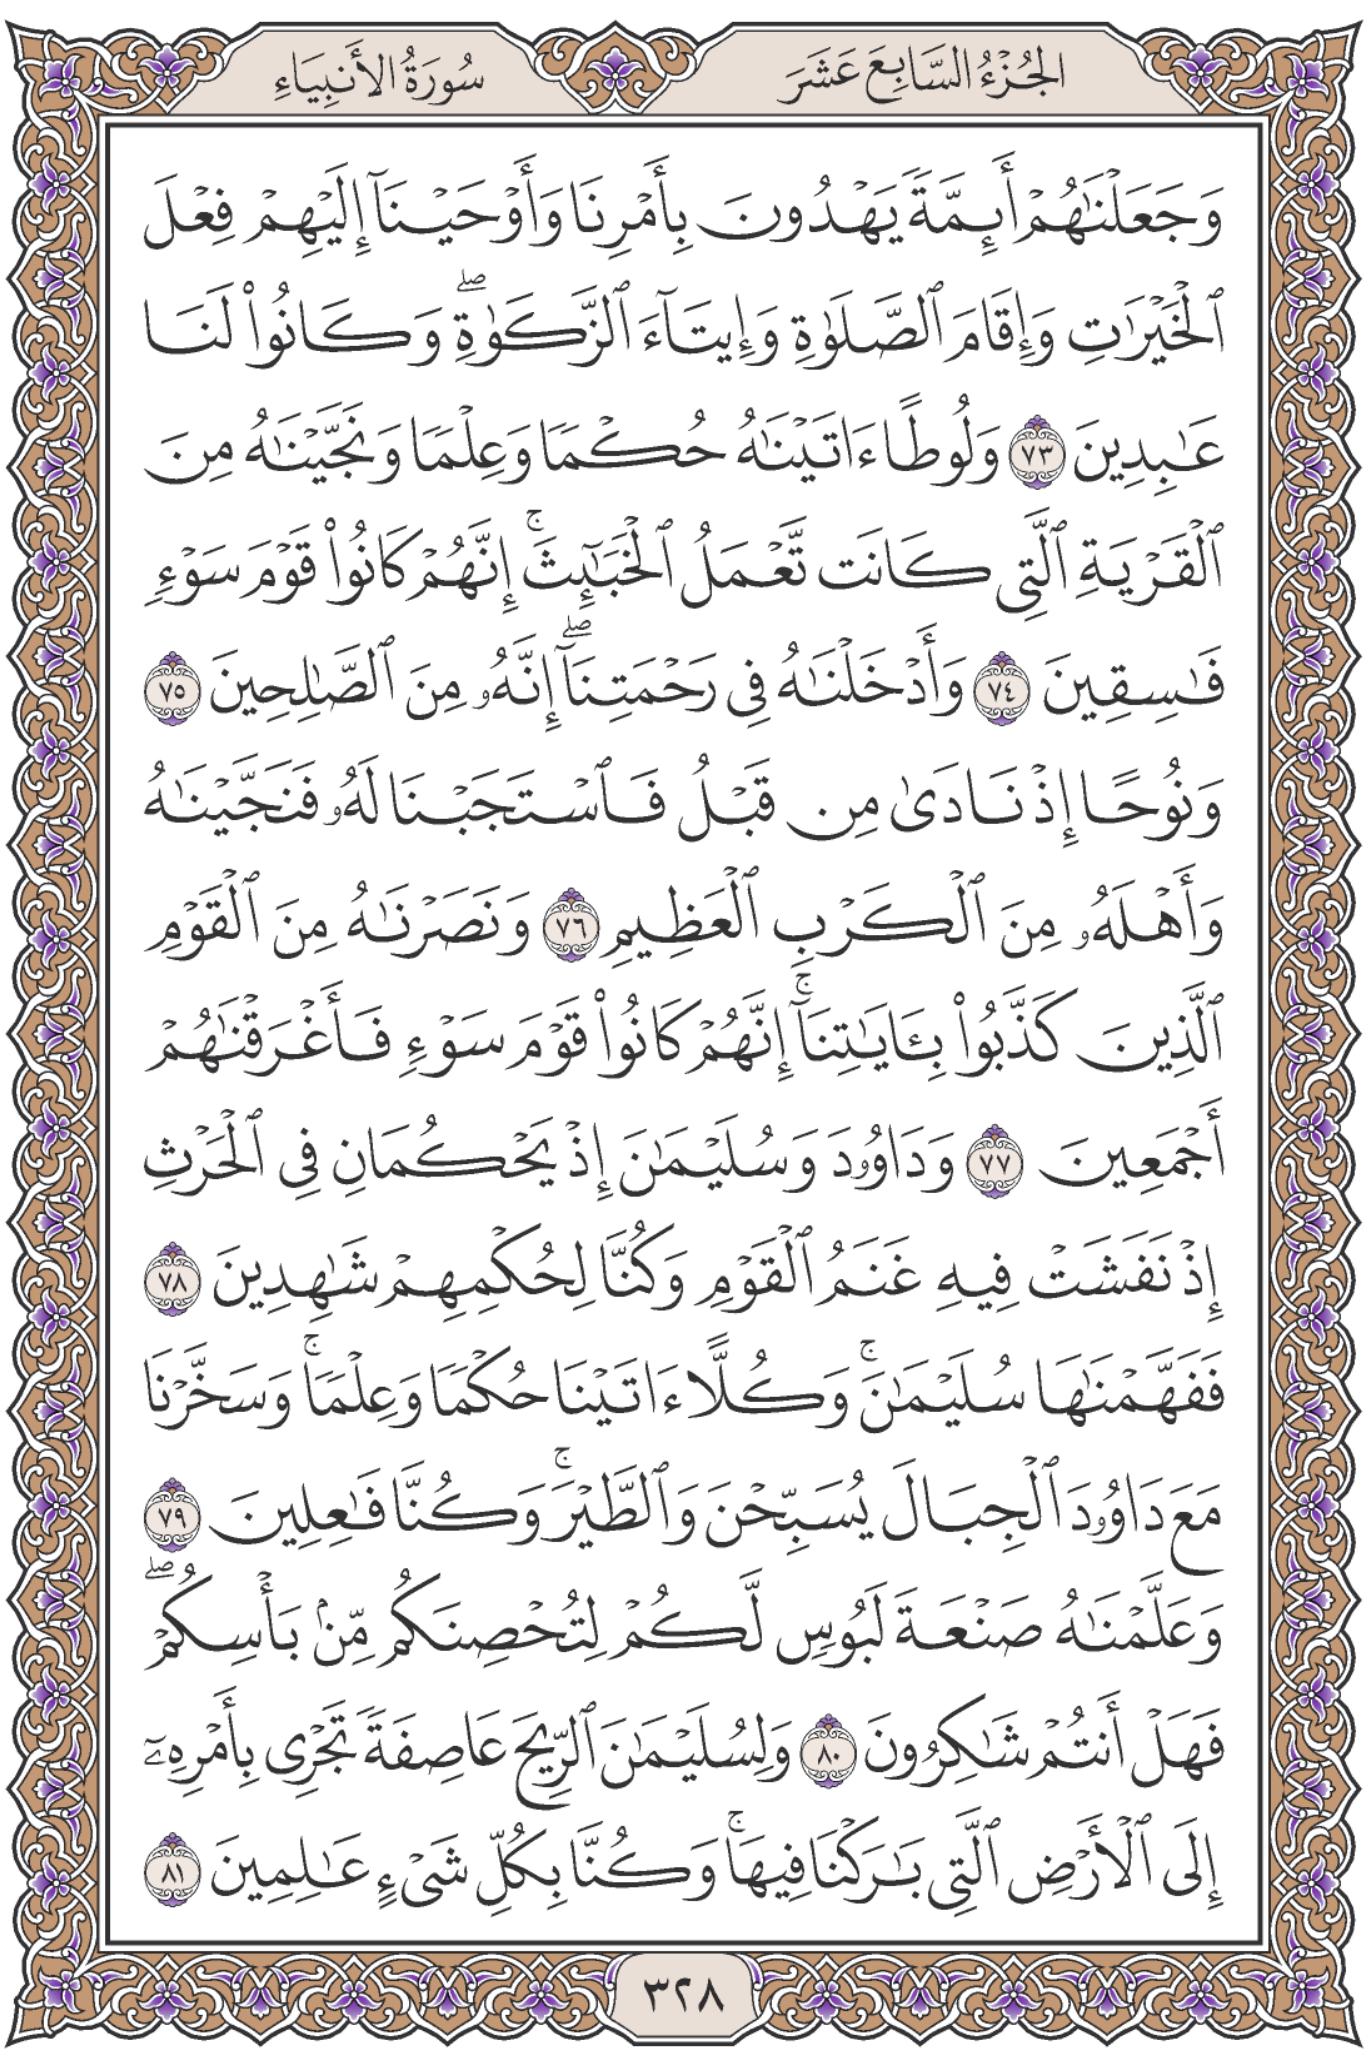 الجُزْءُ السَّابِعَ عَشَرَ
سُورَةُ الأَنبِيَاءِ
وَجَعَلْنَٰهُمْ أَئِمَّةً يَهْدُونَ بِأَمْرِنَا وَأَوْحَيْنَآ إِلَيْهِمْ فِعْلَ
ٱلْخَيْرَٰتِ وَإِقَامَ ٱلصَّلَوٰةِ وَإِيتَآءَ ٱلزَّكَوٰةِۖ وَكَانُوا۟ لَنَا
عَٰبِدِينَ ٧٣ وَلُوطًا ءَاتَيْنَٰهُ حُكْمًا وَعِلْمًا وَنَجَّيْنَٰهُ مِنَ
ٱلْقَرْيَةِ ٱلَّتِى كَانَت تَّعْمَلُ ٱلْخَبَٰٓئِثَۚ إِنَّهُمْ كَانُوا۟ قَوْمَ سَوْءٍ
فَٰسِقِينَ ٧٤ وَأَدْخَلْنَٰهُ فِى رَحْمَتِنَآۖ إِنَّهُۥ مِنَ ٱلصَّٰلِحِينَ ٧٥
وَنُوحًا إِذْ نَادَىٰ مِن قَبْلُ فَٱسْتَجَبْنَا لَهُۥ فَنَجَّيْنَٰهُ
وَأَهْلَهُۥ مِنَ ٱلْكَرْبِ ٱلْعَظِيمِ ٧٦ وَنَصَرْنَٰهُ مِنَ ٱلْقَوْمِ
ٱلَّذِينَ كَذَّبُوا۟ بِـَٔايَٰتِنَآۚ إِنَّهُمْ كَانُوا۟ قَوْمَ سَوْءٍ فَأَغْرَقْنَٰهُمْ
أَجْمَعِينَ ٧٧ وَدَاوُۥدَ وَسُلَيْمَٰنَ إِذْ يَحْكُمَانِ فِى ٱلْحَرْثِ
إِذْ نَفَشَتْ فِيهِ غَنَمُ ٱلْقَوْمِ وَكُنَّا لِحُكْمِهِمْ شَٰهِدِينَ ٧٨
فَفَهَّمْنَٰهَا سُلَيْمَٰنَۚ وَكُلًّا ءَاتَيْنَا حُكْمًا وَعِلْمًاۚ وَسَخَّرْنَا
مَعَ دَاوُۥدَ ٱلْجِبَالَ يُسَبِّحْنَ وَٱلطَّيْرَۚ وَكُنَّا فَٰعِلِينَ ٧٩
وَعَلَّمْنَٰهُ صَنْعَةَ لَبُوسٍ لَّكُمْ لِتُحْصِنَكُم مِّنۢ بَأْسِكُمْۖ
فَهَلْ أَنتُمْ شَٰكِرُونَ ٨٠ وَلِسُلَيْمَٰنَ ٱلرِّيحَ عَاصِفَةً تَجْرِى بِأَمْرِهِۦٓ
إِلَى ٱلْأَرْضِ ٱلَّتِى بَٰرَكْنَا فِيهَاۚ وَكُنَّا بِكُلِّ شَىْءٍ عَٰلِمِينَ ٨١
٣٢٨